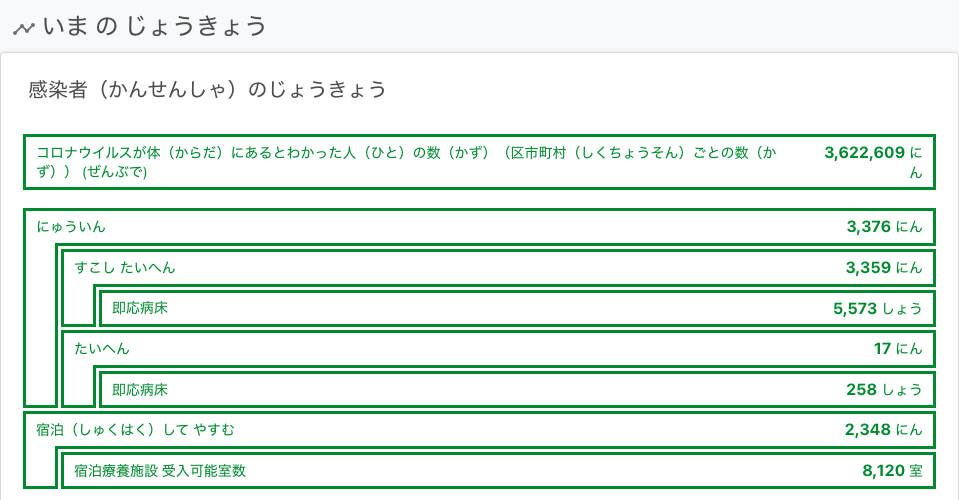 いま の じょうきょう
感染者（かんせんしゃ）のじょうきょう
コロナウイルスが体（からだ）にあるとわかった人（ひと）の数（かず）（区市町村（しくちょうそん）ごとの数（か
ず））(ぜんぶで)
3,622,609 に
ん
にゅういん 3,376 にん
すこし たいへん 3,359 にん
即応病床 5,573 しょう
たいへん 17 にん
即応病床 258 しょう
宿泊（しゅくはく）して やすむ 2,348 にん
宿泊療養施設 受入可能室数 8,120 室